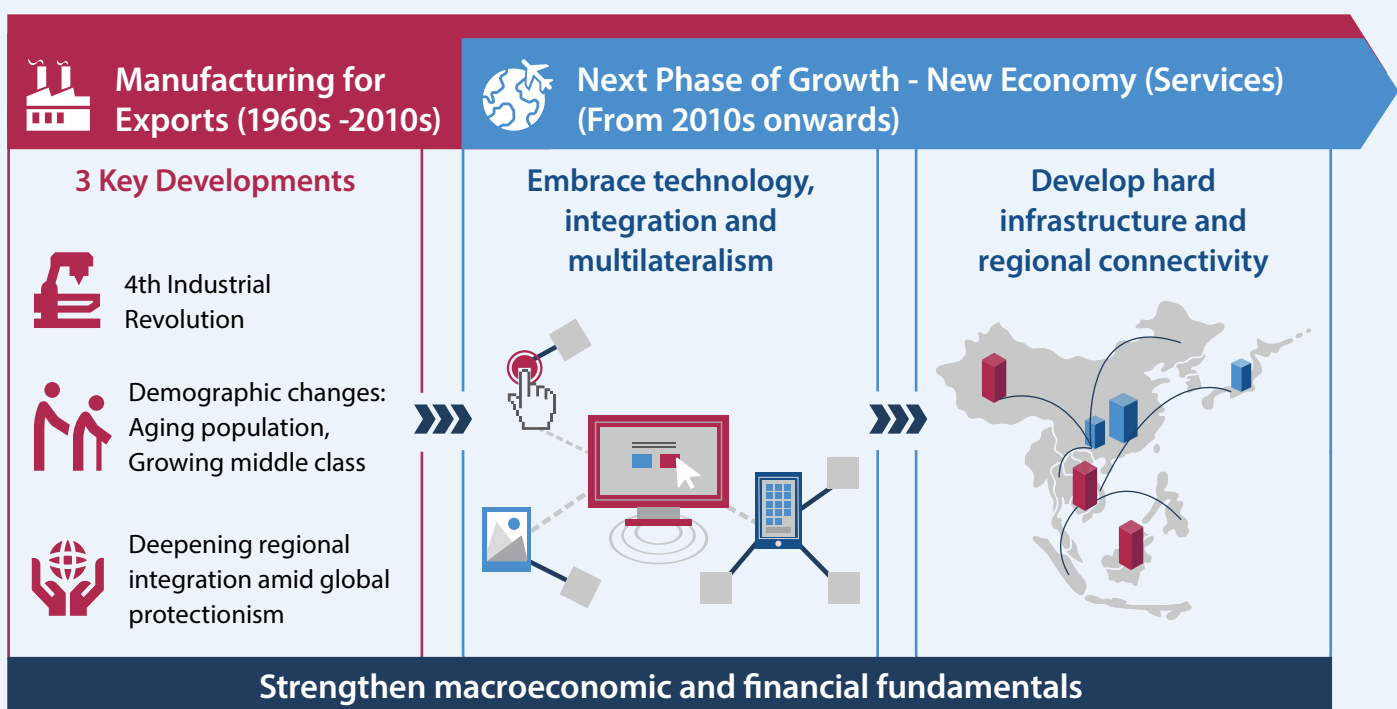 Manufacturing for
Exports (1960s -2010s)
Next Phase of Growth - New Economy (Services)
(From 2010s onwards)
3 Key Developments
4th Industrial
Revolution
Demographic changes:
Aging population,
Growing middle class
Deepening regional
integration amid global
protectionism
Embrace technology,
integration and
multilateralism
Develop hard
infrastructure and
regional connectivity
Strengthen macroeconomic and financial fundamentals